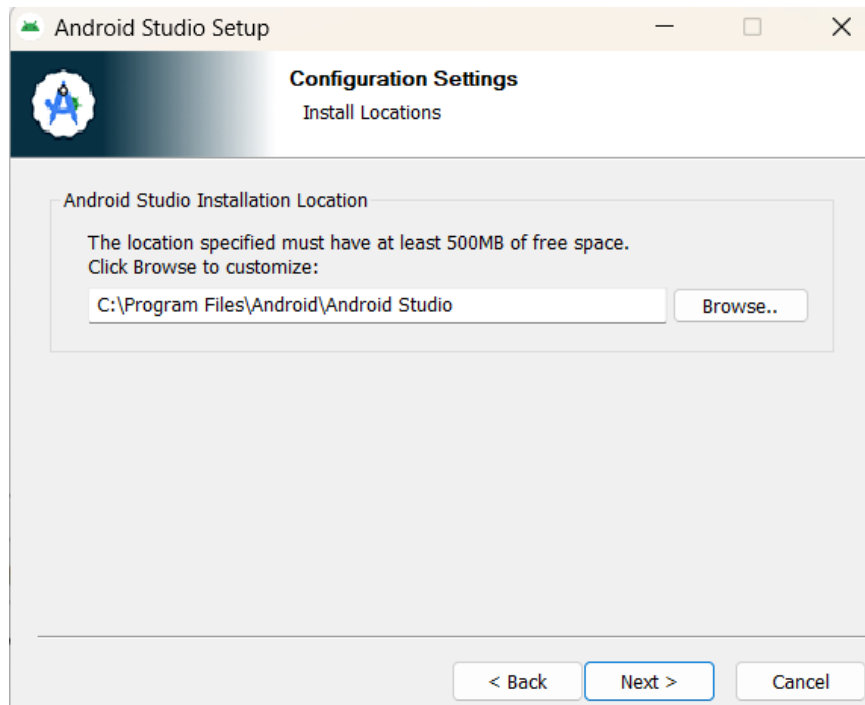 Android Studio Setup
Configuration Settings
Install Locations
Android Studio Installation Location
The location specified must have at least 500MB of free space.
Click Browse to customize:
C:\Program Files\Android\Android Studio
Browse..
< Back
Next >
Cancel